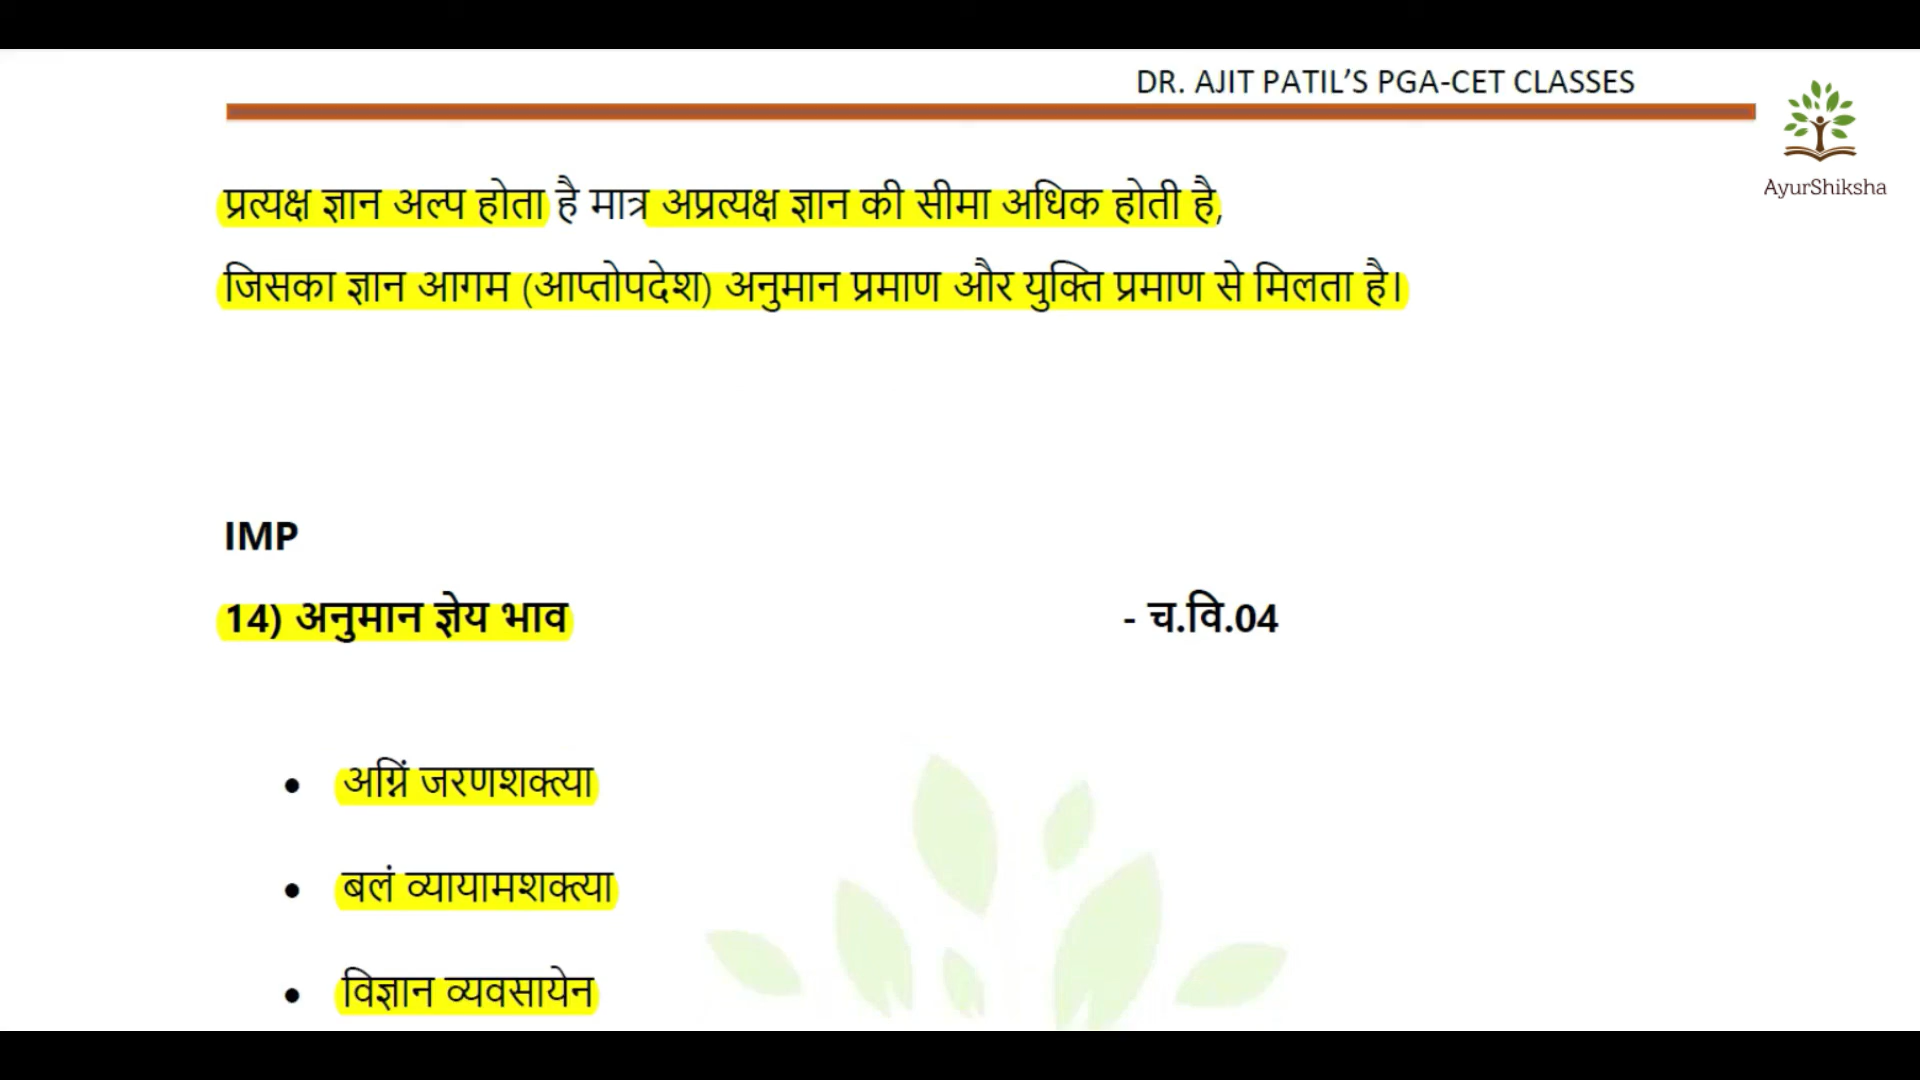 DR. AJIT PATIL’S PGA-CET CLASSES
AyurShiksha
प्रत्यक्ष ज्ञान अल्प होता है मात्र अप्रत्यक्ष ज्ञान की सीमा अधिक होती है,
जिसका ज्ञान आगम (आप्तोपदेश) अनुमान प्रमाण और युक्ति प्रमाण से मिलता है।
IMP
14) अनुमान ज्ञेय भाव - च.वि.04
• अग्निं जरणशक्त्या
• बलं व्यायामशक्त्या
• विज्ञान व्यवसायेन